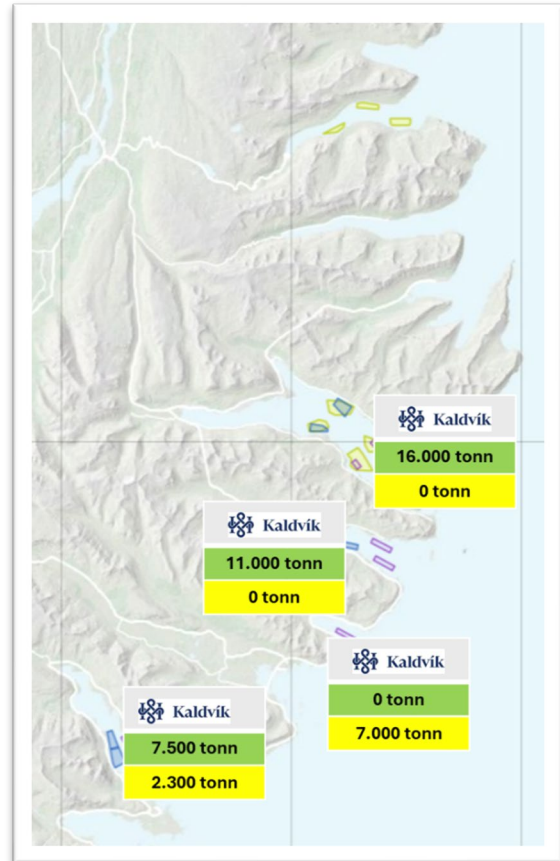 Kaldvík
16.000 tonn
0 tonn
Kaldvík
11.000 tonn
0 tonn
Kaldvík
0 tonn
7.000 tonn
Kaldvík
7.500 tonn
2.300 tonn